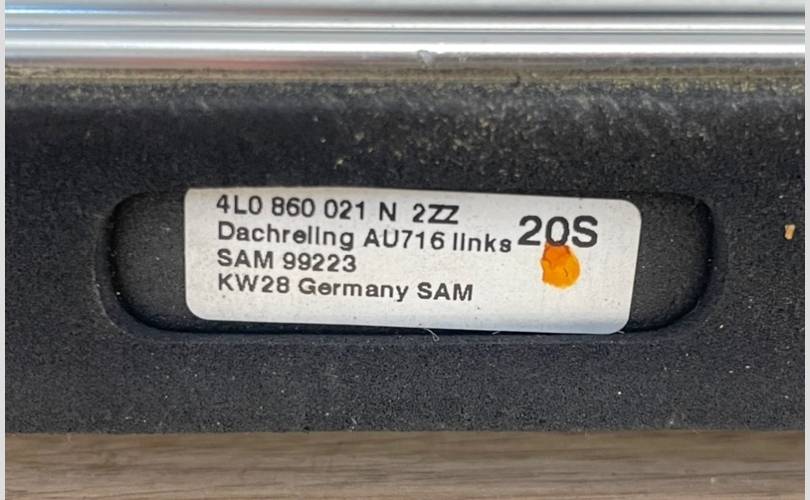 4L0 860 021 N 2ZZ
Dachreling AU716 links 20S
SAM 99223
KW28 Germany SAM